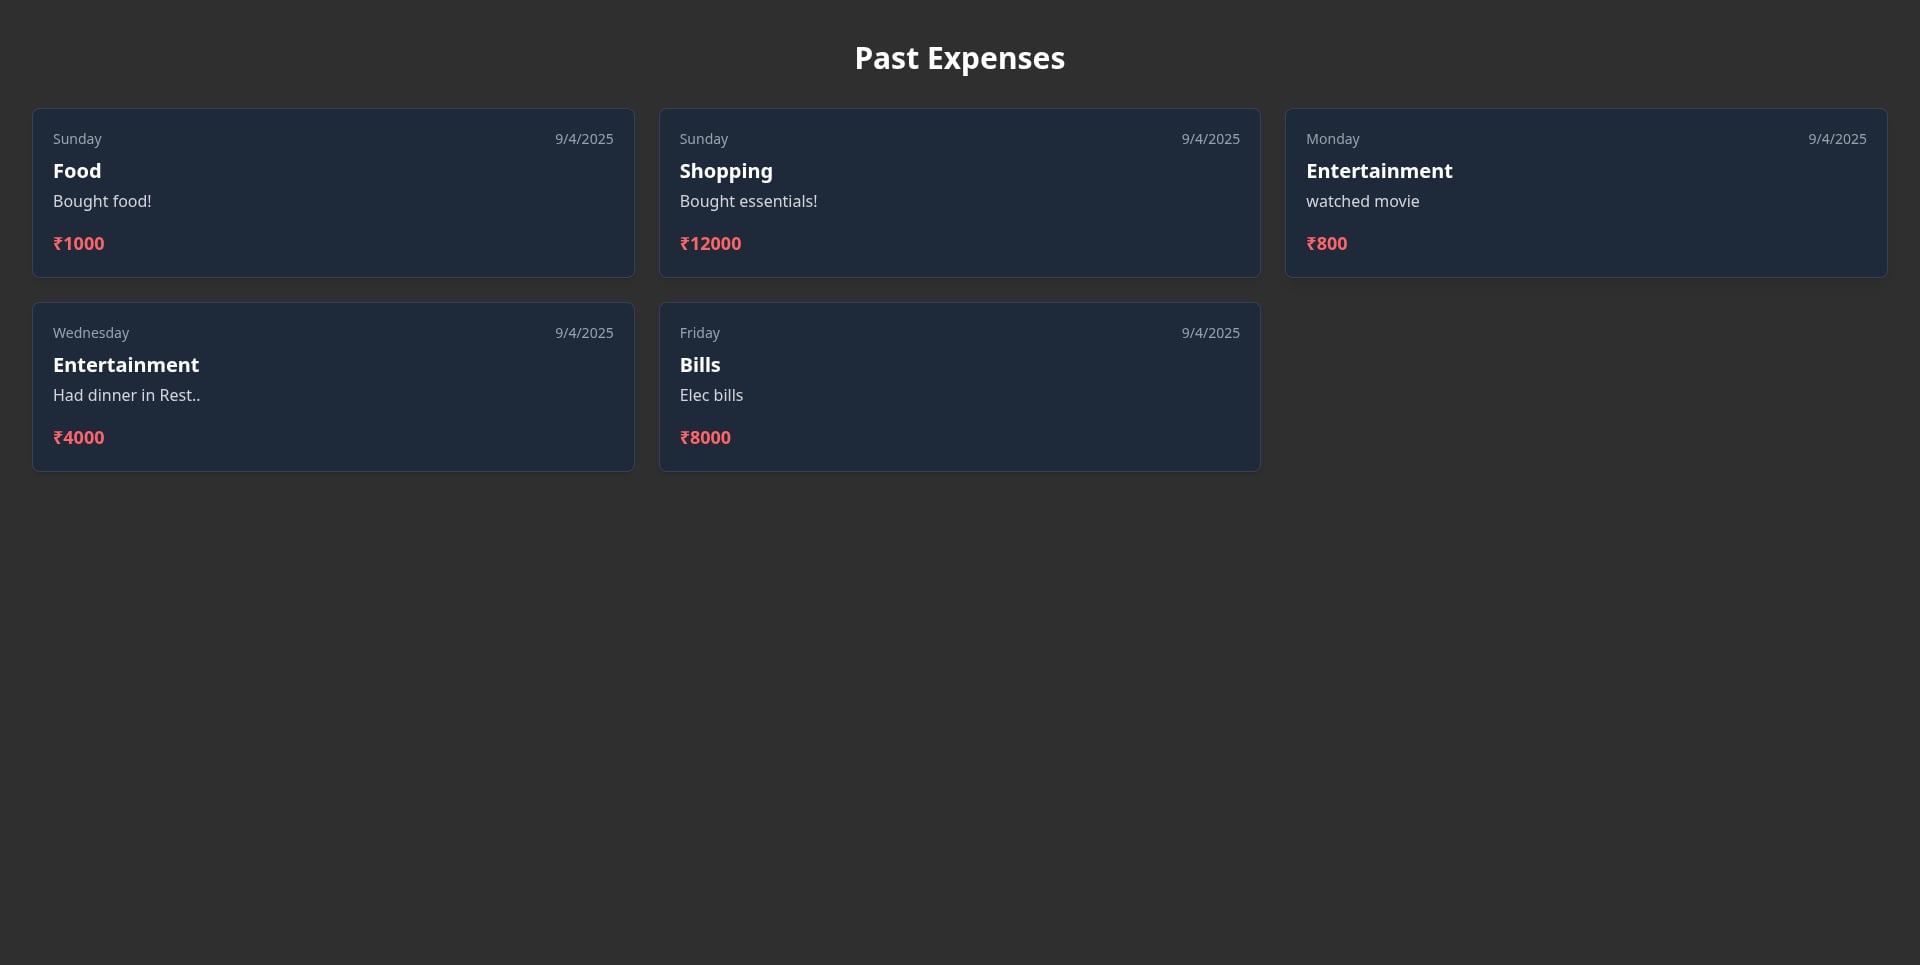 Past Expenses
Sunday 9/4/2025
Food
Bought food!
₹1000
Sunday 9/4/2025
Shopping
Bought essentials!
₹12000
Monday 9/4/2025
Entertainment
watched movie
₹800
Wednesday 9/4/2025
Entertainment
Had dinner in Rest..
₹4000
Friday 9/4/2025
Bills
Elec bills
₹8000